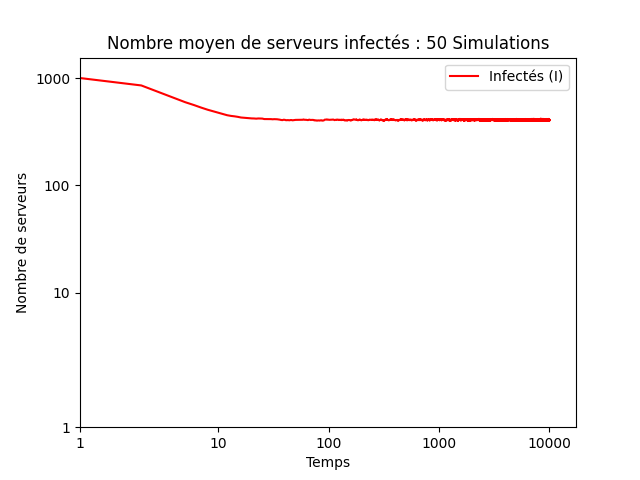 Nombre moyen de serveurs infectés : 50 Simulations
Infectés (I)
Nombre de serveurs
1000
100
10
1
1
10
100
1000
10000
Temps